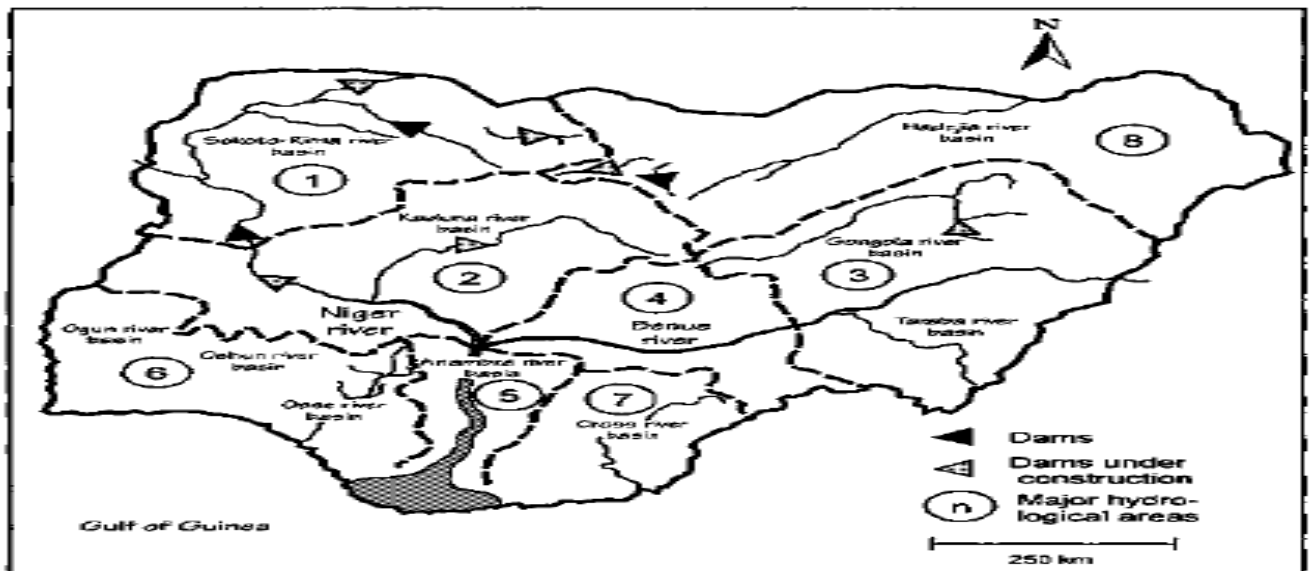 N
Hadejia river
basin
8
Sokoto-Rima river
basin
1
Kaduna river
basin
2
Gongola river
basin
3
4
Benue
river
Niger
river
Taraba river
basin
Ogun river
basin
6
Oshun river
basin
Anambra river
basin
5
Osse river
basin
7
Cross river
basin
Dams
Dams under
construction
n
Major hydro-
logical areas
Gulf of Guinea
250 km